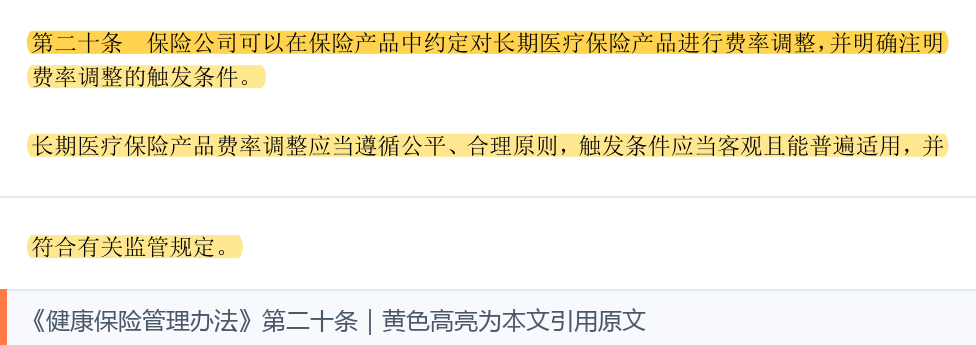 第二十条　保险公司可以在保险产品中约定对长期医疗保险产品进行费率调整，并明确注明
费率调整的触发条件。
长期医疗保险产品费率调整应当遵循公平、合理原则，触发条件应当客观且能普遍适用，并
符合有关监管规定。
《健康保险管理办法》第二十条｜黄色高亮为本文引用原文